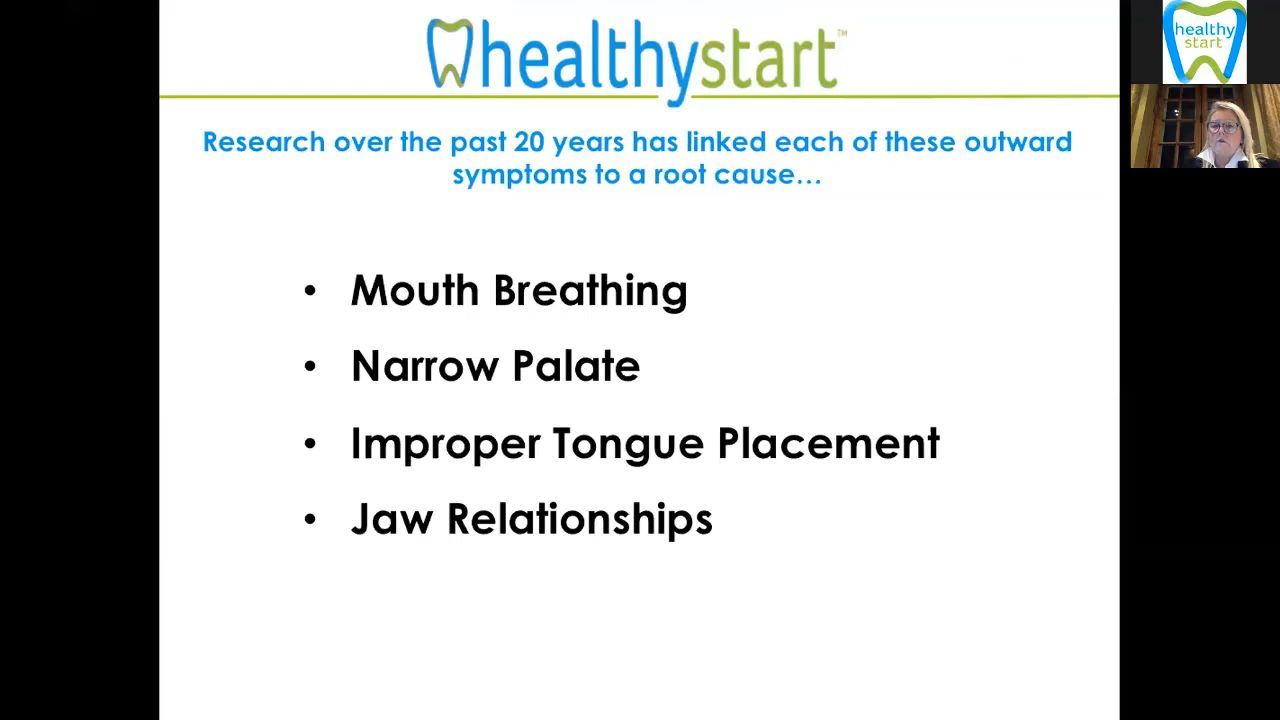 healthystart™
Research over the past 20 years has linked each of these outward
symptoms to a root cause…
• Mouth Breathing
• Narrow Palate
• Improper Tongue Placement
• Jaw Relationships
healthy
start